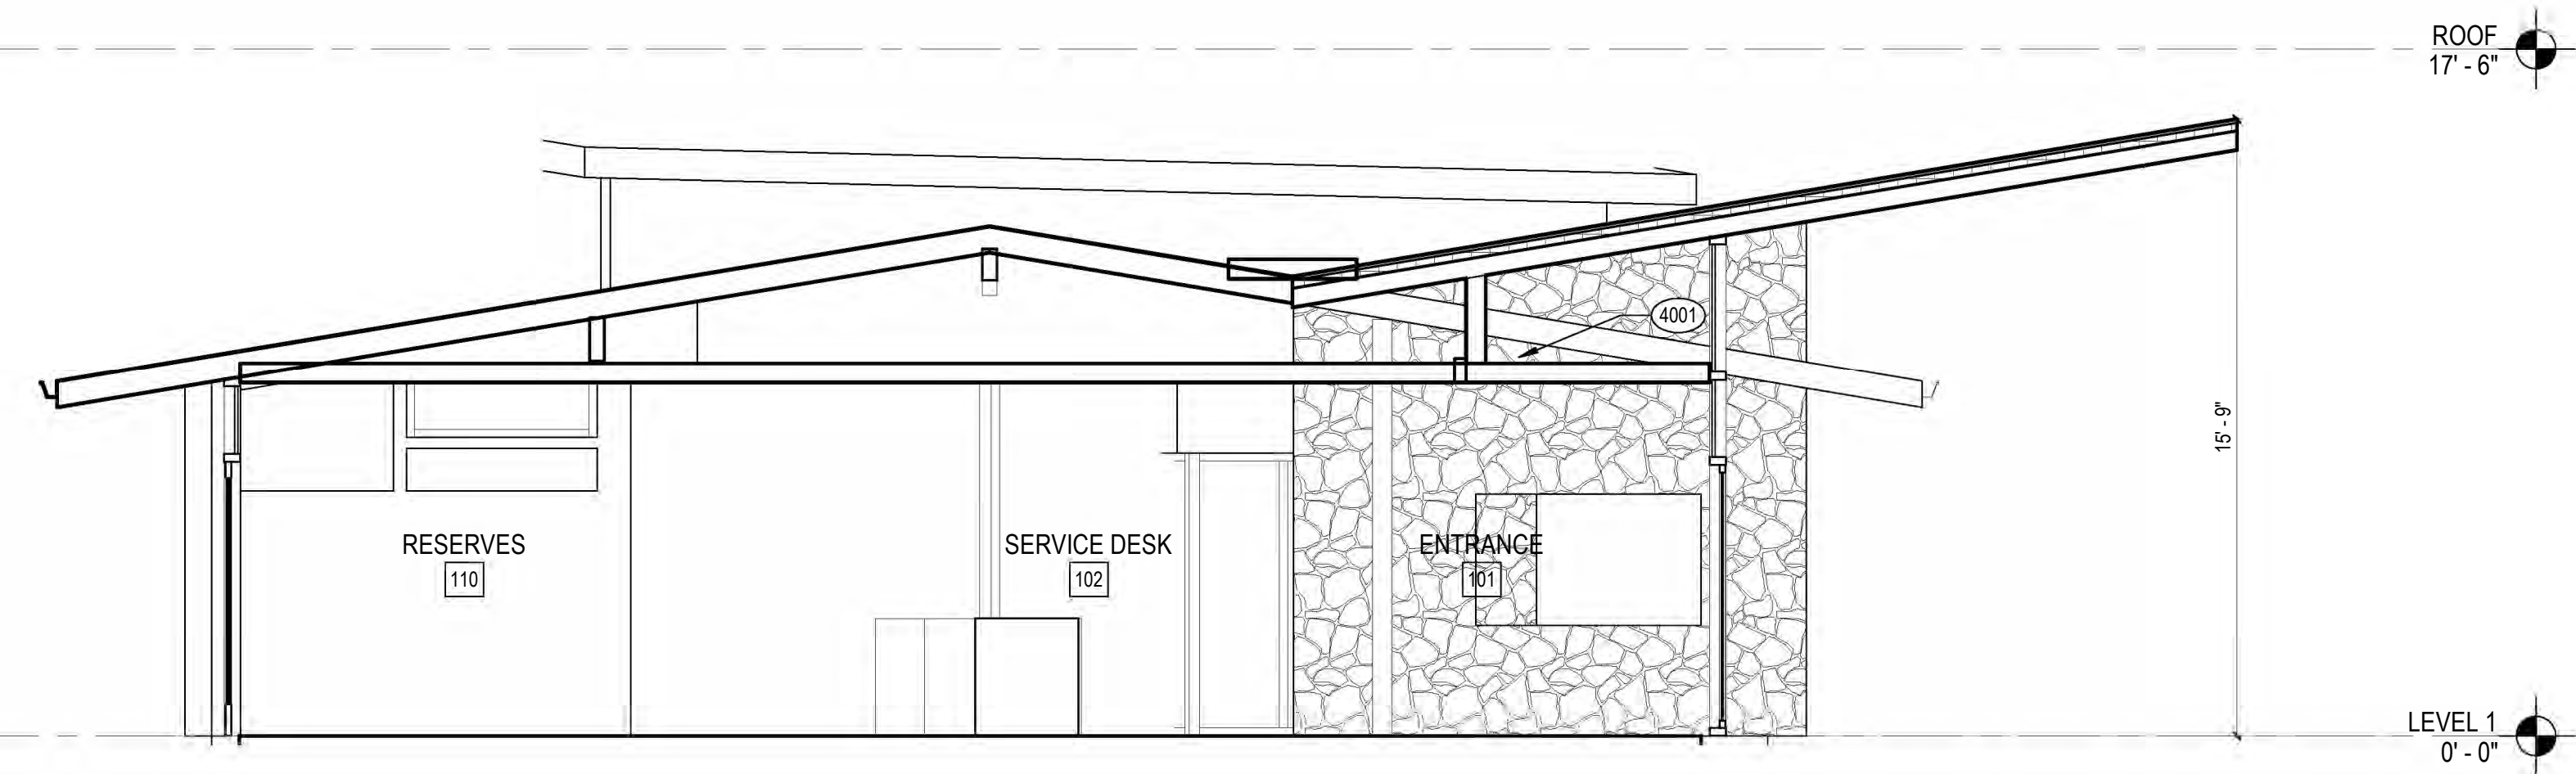 ROOF
17' - 6"
4001
15' - 9"
RESERVES
110
SERVICE DESK
102
ENTRANCE
101
LEVEL 1
0' - 0"